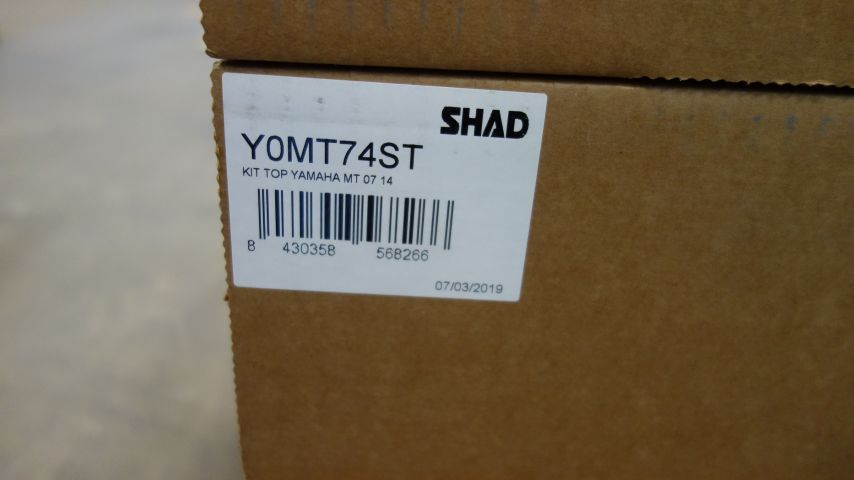 SHAD
Y0MT74ST
KIT TOP YAMAHA MT 07 14
8 430358 568266
07/03/2019